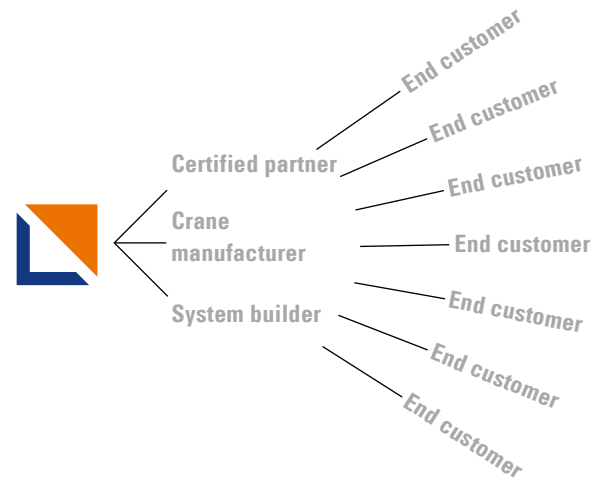 End customer
End customer
Certified partner
End customer
Crane
manufacturer
End customer
System builder
End customer
End customer
End customer